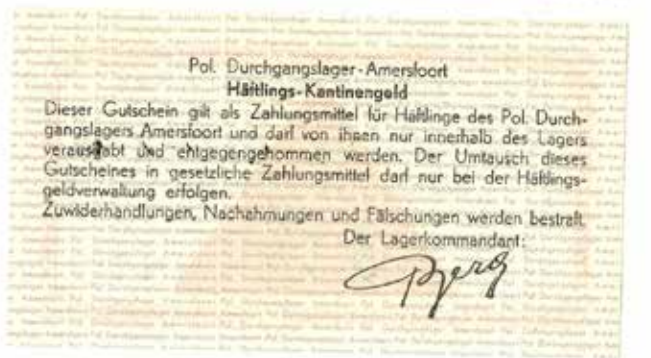 Pol. Durchgangslager-Amersfoort
Häftlings-Kantinengeld
Dieser Gutschein gilt als Zahlungsmittel für Häftlinge des Pol. Durch-
gangslagers Amersfoort und darf von ihnen nur innerhalb des Lagers
verausgabt und entgegengenommen werden. Der Umtausch dieses
Gutscheines in gesetzliche Zahlungsmittel darf nur bei der Häftlings-
geldverwaltung erfolgen.
Zuwiderhandlungen, Nachahmungen und Fälschungen werden bestraft.
Der Lagerkommandant:
Berg